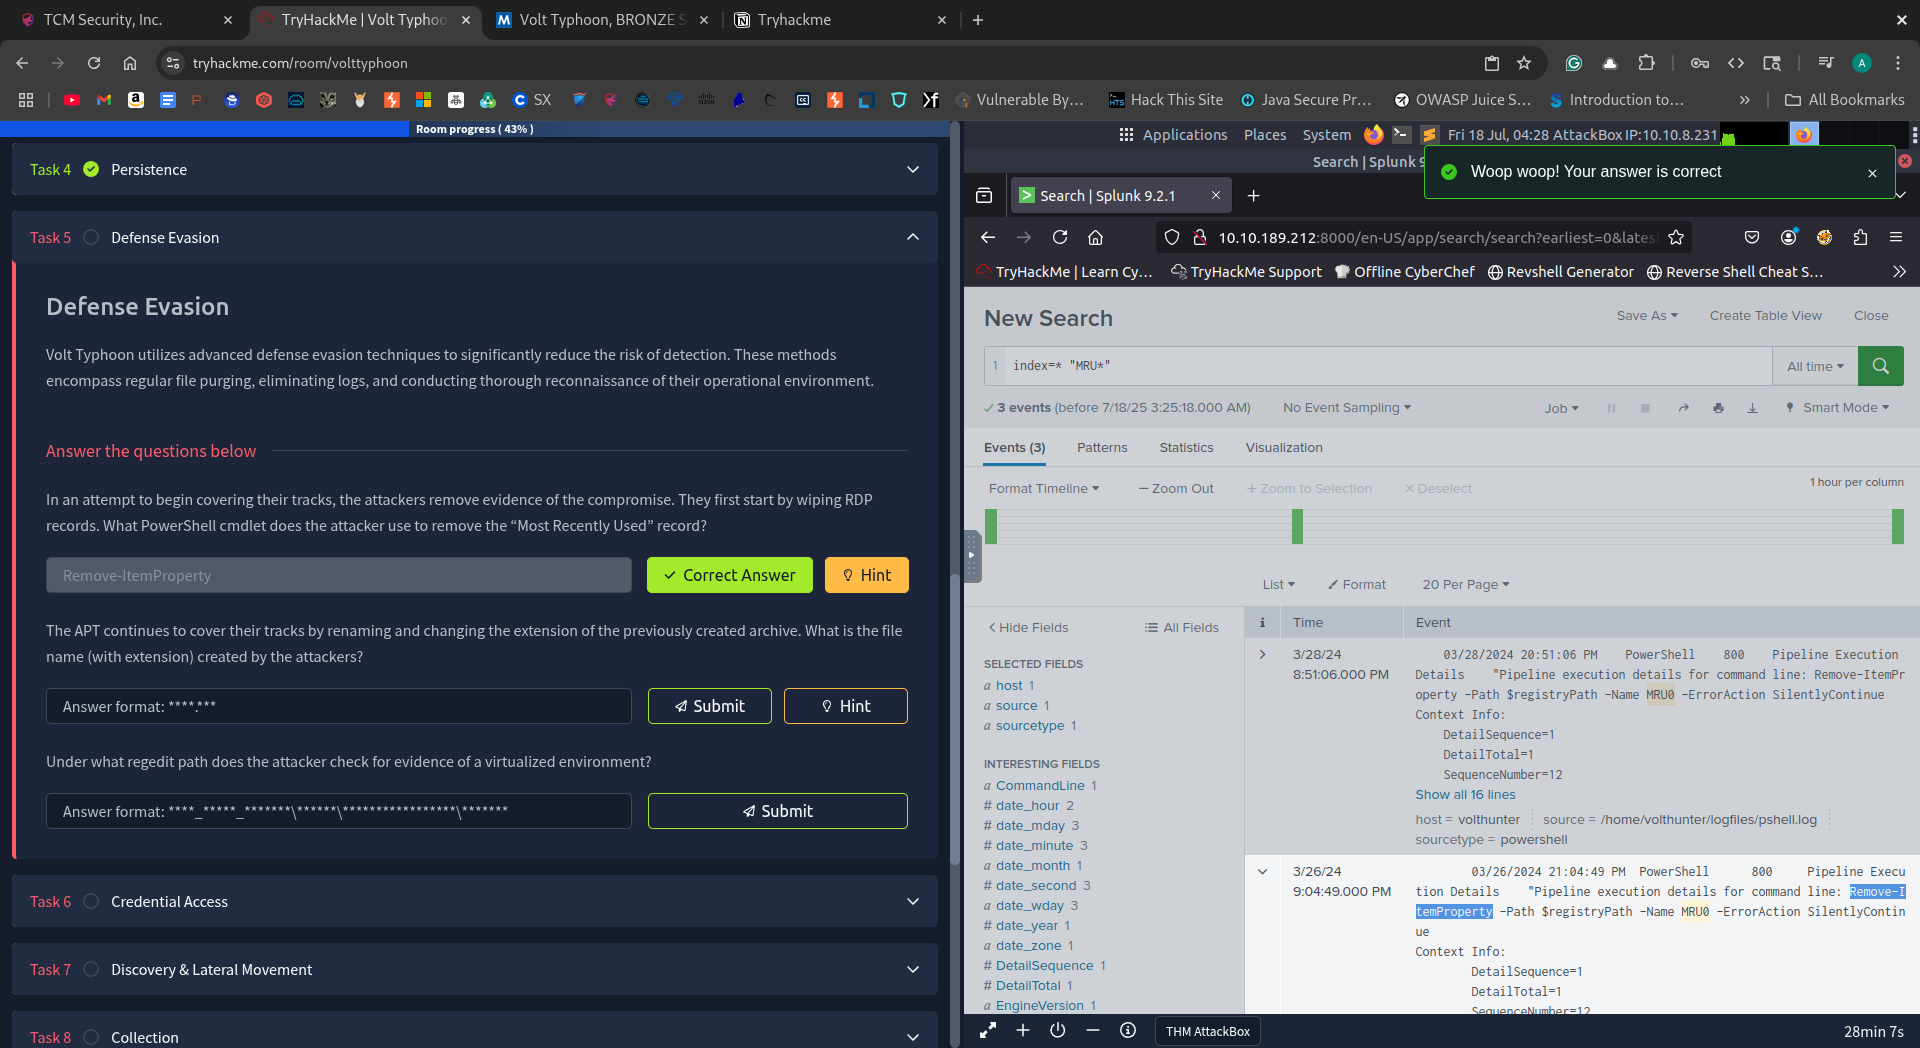 TCM Security, Inc.
TryHackMe | Volt Typhoo
Volt Typhoon, BRONZE S
Tryhackme
tryhackme.com/room/volttyphoon
SX
Vulnerable By...
Hack This Site
Java Secure Pr...
OWASP Juice S...
Introduction to...
All Bookmarks
Room progress ( 43% )
Task 4
Persistence
Task 5
Defense Evasion
Defense Evasion
Volt Typhoon utilizes advanced defense evasion techniques to significantly reduce the risk of detection. These methods
encompass regular file purging, eliminating logs, and conducting thorough reconnaissance of their operational environment.
Answer the questions below
In an attempt to begin covering their tracks, the attackers remove evidence of the compromise. They first start by wiping RDP
records. What PowerShell cmdlet does the attacker use to remove the “Most Recently Used” record?
Remove-ItemProperty
Correct Answer
Hint
The APT continues to cover their tracks by renaming and changing the extension of the previously created archive. What is the file
name (with extension) created by the attackers?
Answer format: ****.***
Submit
Hint
Under what regedit path does the attacker check for evidence of a virtualized environment?
Answer format: ****_*****_*******\******\*****************\*******
Submit
Task 6
Credential Access
Task 7
Discovery & Lateral Movement
Task 8
Collection
Applications
Places
System
Fri 18 Jul, 04:28
AttackBox IP:10.10.8.231
Search | Splunk 9
Woop woop! Your answer is correct
Search | Splunk 9.2.1
10.10.189.212:8000/en-US/app/search/search?earliest=0&lates
TryHackMe | Learn Cy...
TryHackMe Support
Offline CyberChef
Revshell Generator
Reverse Shell Cheat S...
New Search
Save As
Create Table View
Close
1
index=* "MRU*"
All time
3 events (before 7/18/25 3:25:18.000 AM)
No Event Sampling
Job
Smart Mode
Events (3)
Patterns
Statistics
Visualization
Format Timeline
Zoom Out
Zoom to Selection
Deselect
1 hour per column
List
Format
20 Per Page
Hide Fields
All Fields
i
Time
Event
SELECTED FIELDS
a host 1
a source 1
a sourcetype 1
INTERESTING FIELDS
a CommandLine 1
# date_hour 2
# date_mday 3
# date_minute 3
a date_month 1
# date_second 3
a date_wday 3
# date_year 1
a date_zone 1
# DetailSequence 1
# DetailTotal 1
a EngineVersion 1
3/28/24
8:51:06.000 PM
03/28/2024 20:51:06 PM PowerShell 800 Pipeline Execution
Details "Pipeline execution details for command line: Remove-ItemPr
operty -Path $registryPath -Name MRU0 -ErrorAction SilentlyContinue
Context Info:
DetailSequence=1
DetailTotal=1
SequenceNumber=12
Show all 16 lines
host = volthunter
source = /home/volthunter/logfiles/pshell.log
sourcetype = powershell
3/26/24
9:04:49.000 PM
03/26/2024 21:04:49 PM PowerShell 800 Pipeline Execu
tion Details "Pipeline execution details for command line: Remove-I
temProperty -Path $registryPath -Name MRU0 -ErrorAction SilentlyContin
ue
Context Info:
DetailSequence=1
DetailTotal=1
SequenceNumber=12
THM AttackBox
28min 7s